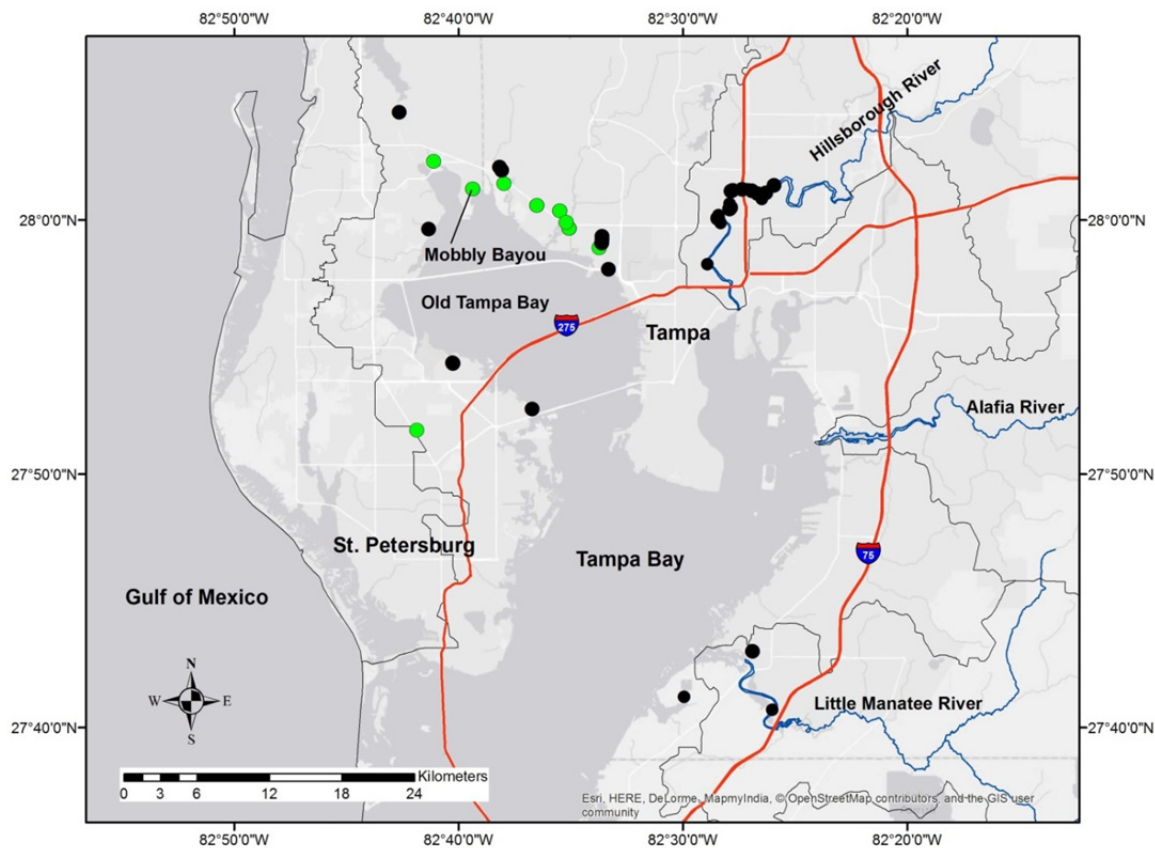 82°50'0"W 82°40'0"W 82°30'0"W 82°20'0"W
Hillsborough River
28°0'0"N 28°0'0"N
Mobbly Bayou
Old Tampa Bay
275
Tampa
Alafia River
27°50'0"N 27°50'0"N
St. Petersburg
Tampa Bay
75
Gulf of Mexico
N
W E
S
Little Manatee River
27°40'0"N 27°40'0"N
Kilometers
0 3 6 12 18 24
Esri, HERE, DeLorme, MapmyIndia, © OpenStreetMap contributors, and the GIS user
community
82°50'0"W 82°40'0"W 82°30'0"W 82°20'0"W